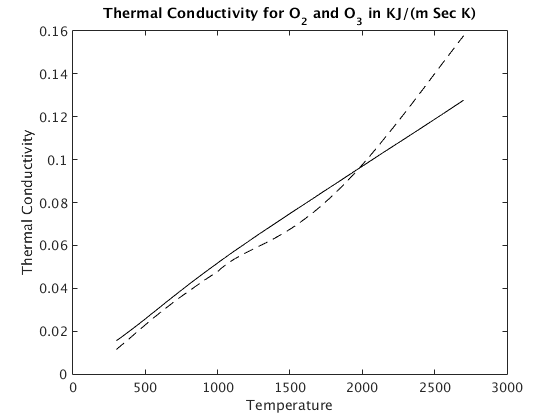 Thermal Conductivity for O2 and O3 in KJ/(m Sec K)
0.16
0.14
0.12
0.1
0.08
0.06
0.04
0.02
0
Thermal Conductivity
0 500 1000 1500 2000 2500 3000
Temperature